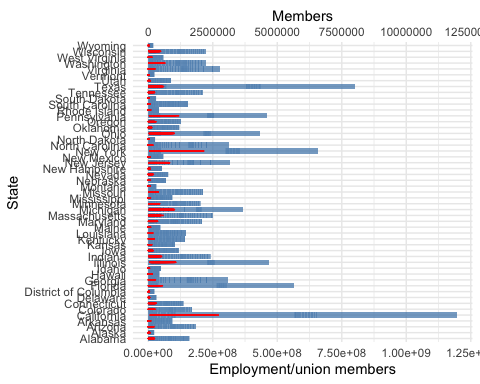 Members
0 2500000 5000000 7500000 10000000 1250
State
Wyoming
Wisconsin
West Virginia
Washington
Virginia
Vermont
Utah
Texas
Tennessee
South Dakota
South Carolina
Rhode Island
Pennsylvania
Oregon
Oklahoma
Ohio
North Dakota
North Carolina
New York
New Mexico
New Jersey
New Hampshire
Nevada
Nebraska
Montana
Missouri
Mississippi
Minnesota
Michigan
Massachusetts
Maryland
Maine
Louisiana
Kentucky
Kansas
Iowa
Indiana
Illinois
Idaho
Hawaii
Georgia
Florida
District of Columbia
Delaware
Connecticut
Colorado
California
Arkansas
Arizona
Alaska
Alabama
0.00e+00 2.50e+08 5.00e+08 7.50e+08 1.00e+09 1.25e+
Employment/union members